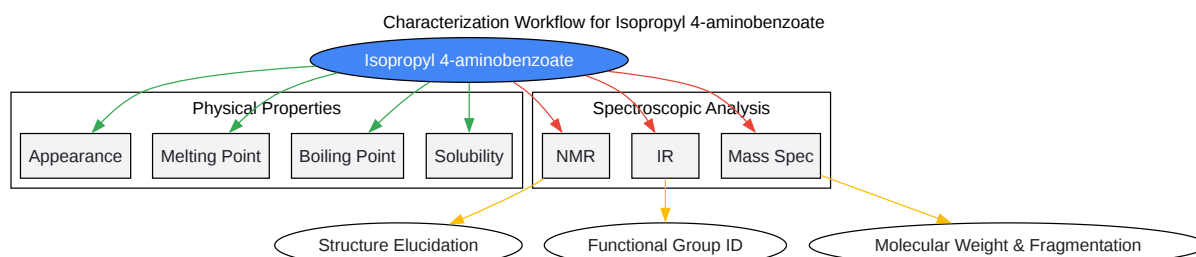 Characterization Workflow for Isopropyl 4-aminobenzoate
Isopropyl 4-aminobenzoate
Physical Properties
Spectroscopic Analysis
Appearance
Melting Point
Boiling Point
Solubility
NMR
IR
Mass Spec
Structure Elucidation
Functional Group ID
Molecular Weight & Fragmentation